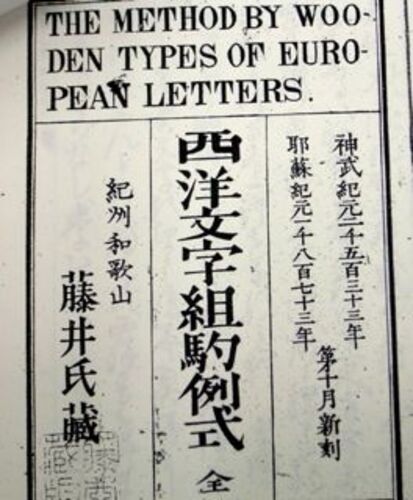 THE METHOD BY WOO-
DEN TYPES OF EURO-
PEAN LETTERS.
神武紀元二千五百三十三年
耶蘇紀元一千八百七十三年
第十月新刻
西洋文字組駒例式 全
紀洲和歌山
藤井氏藏